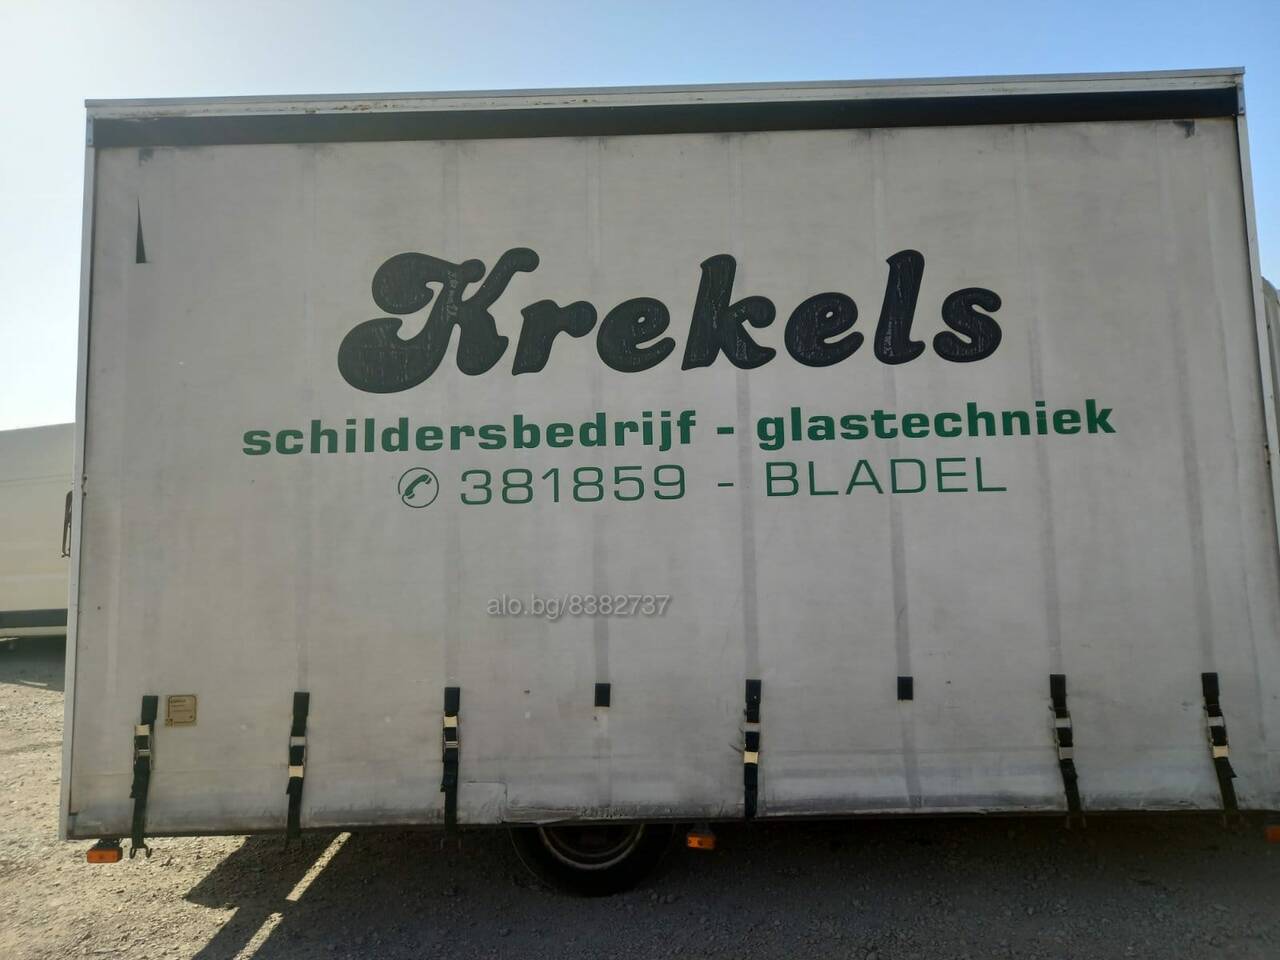 Krekels
schildersbedrijf - glastechniek
381859 - BLADEL
alo.bg/8382737